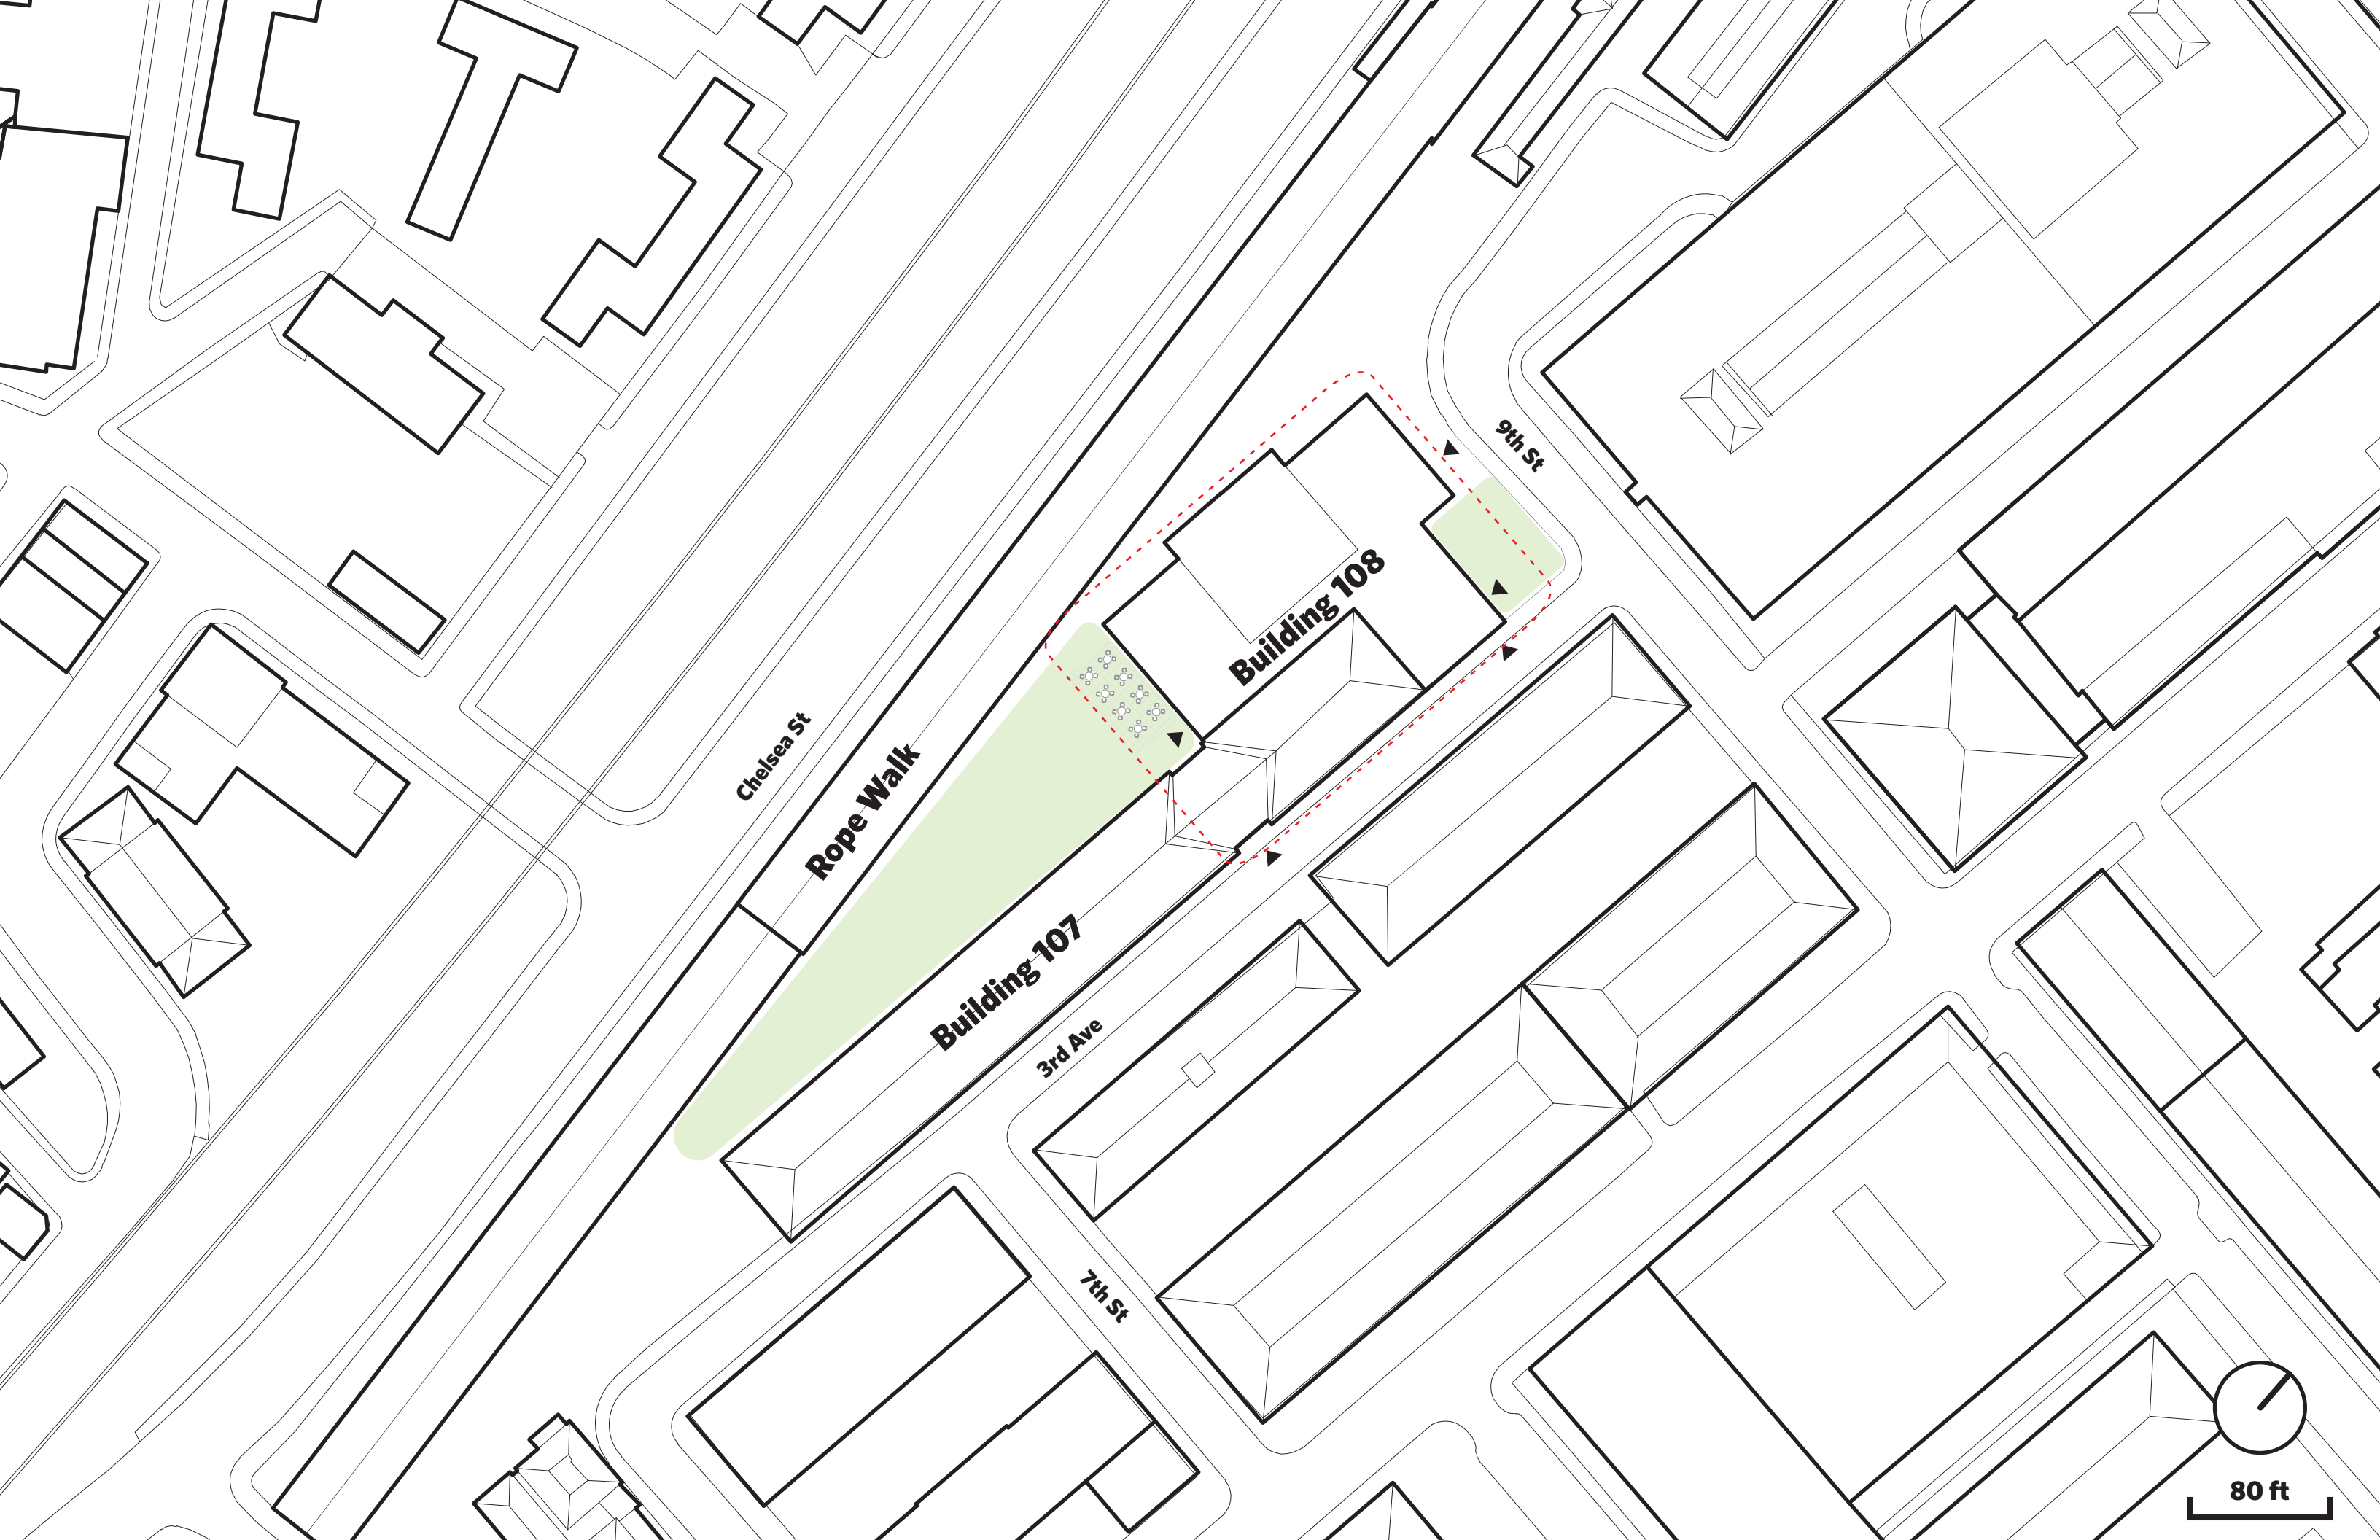 9th St
Building 108
Chelsea St
Rope Walk
Building 107
3rd Ave
7th St
80 ft